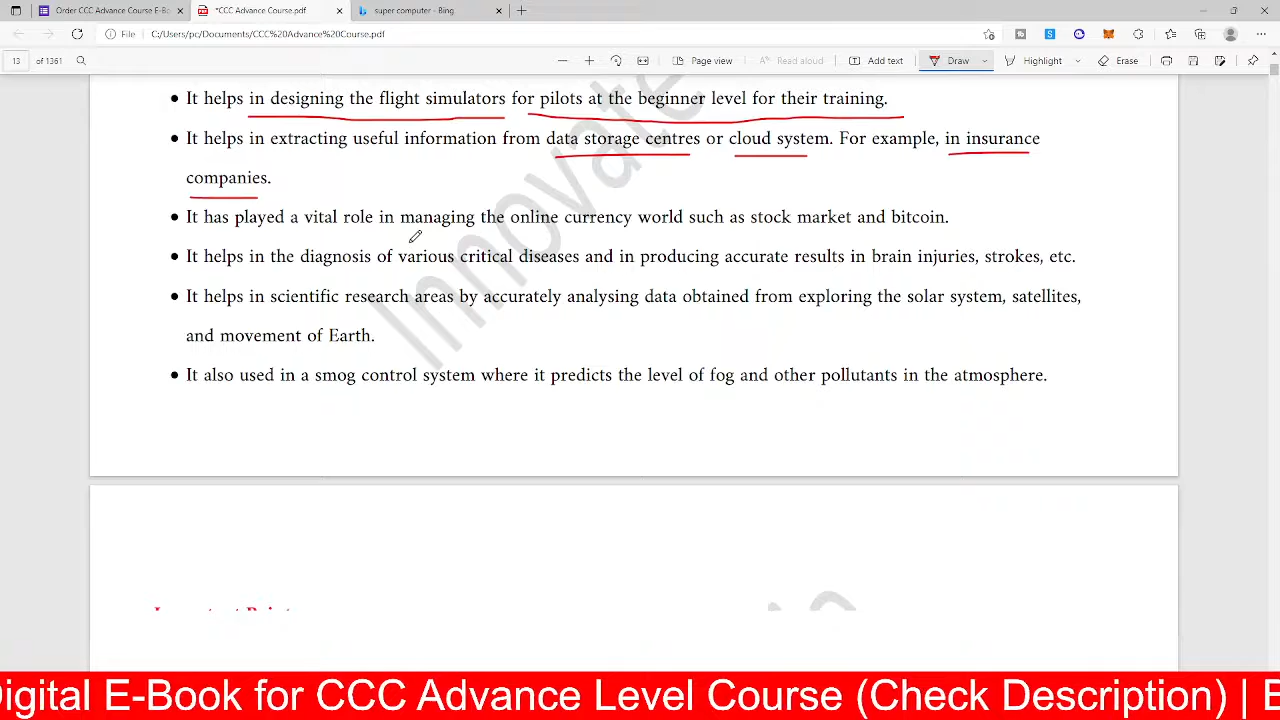 Order CCC Advance Course E-Bo
*CCC Advance Course.pdf
super computer - Bing
File
C:/Users/pc/Documents/CCC%20Advance%20Course.pdf
13 of 1361
Page view
Read aloud
Add text
Draw
Highlight
Erase
It helps in designing the flight simulators for pilots at the beginner level for their training.
It helps in extracting useful information from data storage centres or cloud system. For example, in insurance
companies.
It has played a vital role in managing the online currency world such as stock market and bitcoin.
It helps in the diagnosis of various critical diseases and in producing accurate results in brain injuries, strokes, etc.
It helps in scientific research areas by accurately analysing data obtained from exploring the solar system, satellites,
and movement of Earth.
It also used in a smog control system where it predicts the level of fog and other pollutants in the atmosphere.
Innovate
Digital E-Book for CCC Advance Level Course (Check Description) | E